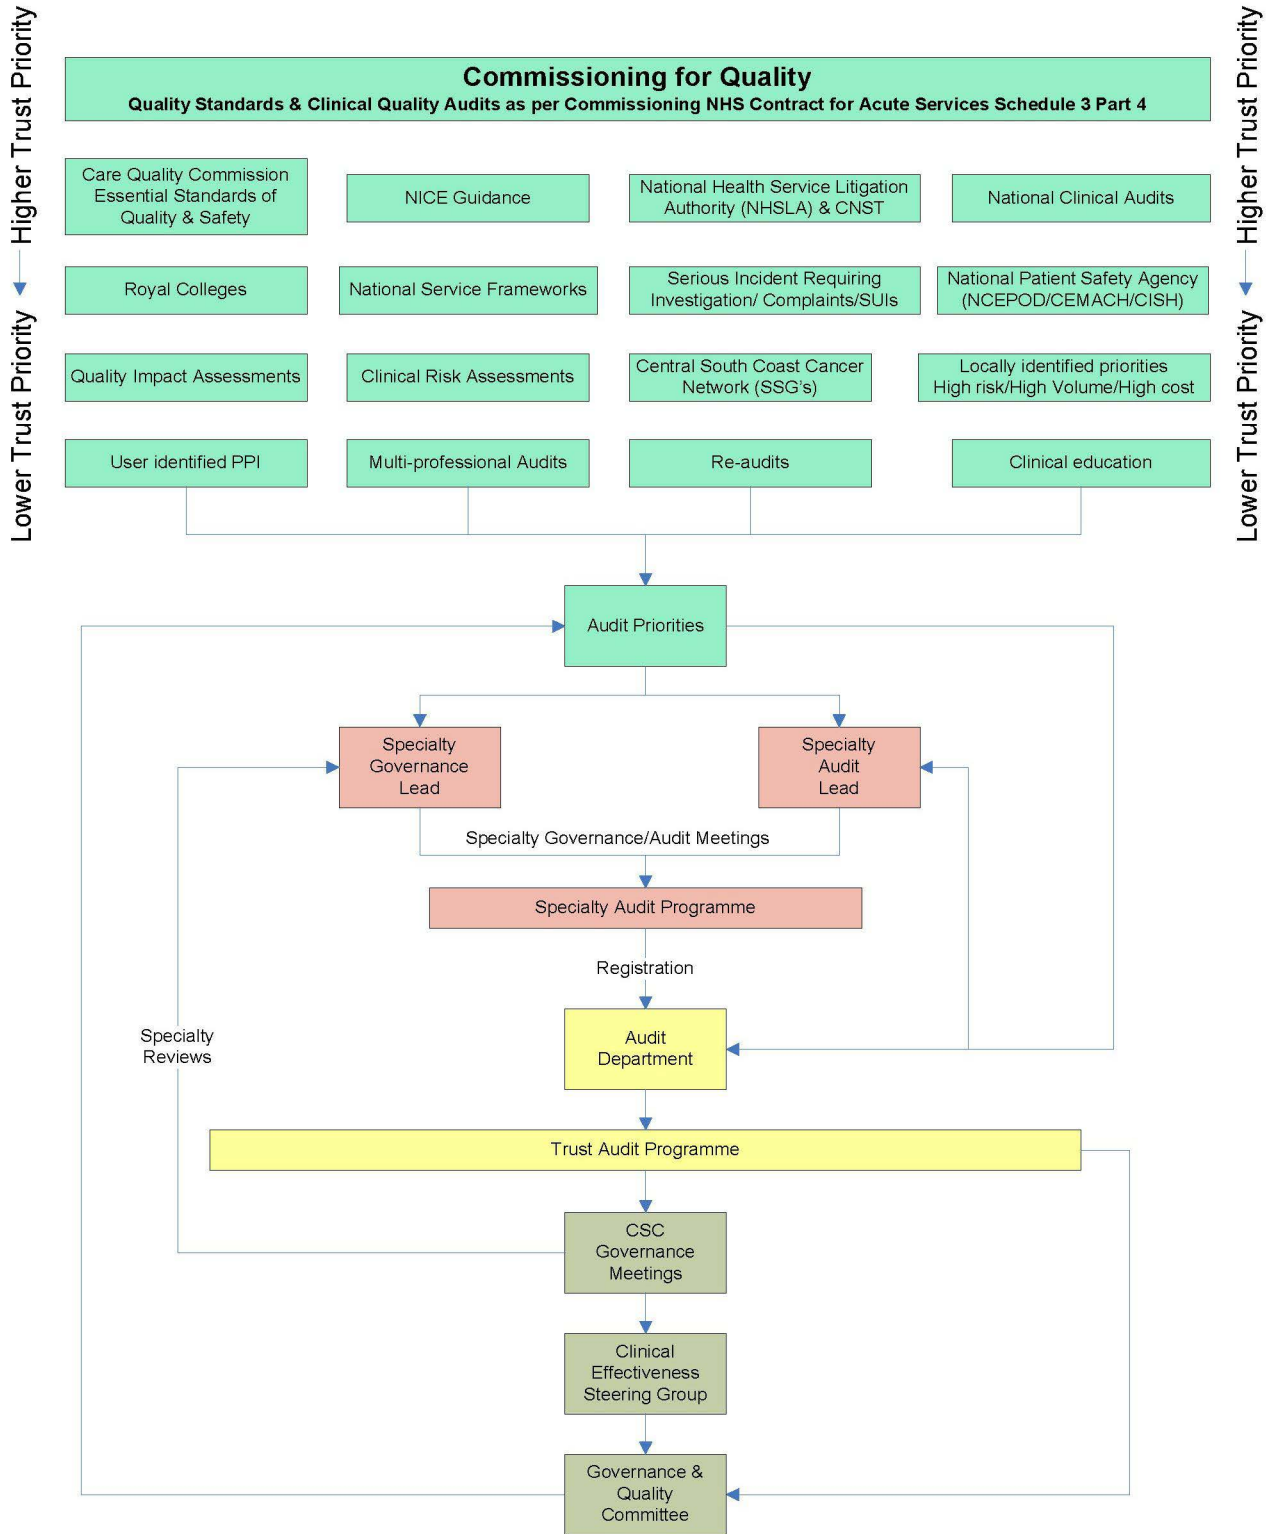 Higher Trust Priority
Lower Trust Priority
Higher Trust Priority
Lower Trust Priority
Commissioning for Quality
Quality Standards & Clinical Quality Audits as per Commissioning NHS Contract for Acute Services Schedule 3 Part 4
Care Quality Commission
Essential Standards of
Quality & Safety
NICE Guidance
National Health Service Litigation
Authority (NHSLA) & CNST
National Clinical Audits
Royal Colleges
National Service Frameworks
Serious Incident Requiring
Investigation/ Complaints/SUIs
National Patient Safety Agency
(NCEPOD/CEMACH/CISH)
Quality Impact Assessments
Clinical Risk Assessments
Central South Coast Cancer
Network (SSG's)
Locally identified priorities
High risk/High Volume/High cost
User identified PPI
Multi-professional Audits
Re-audits
Clinical education
Audit Priorities
Specialty
Governance
Lead
Specialty
Audit
Lead
Specialty Governance/Audit Meetings
Specialty Audit Programme
Registration
Audit
Department
Specialty
Reviews
Trust Audit Programme
CSC
Governance
Meetings
Clinical
Effectiveness
Steering Group
Governance &
Quality
Committee